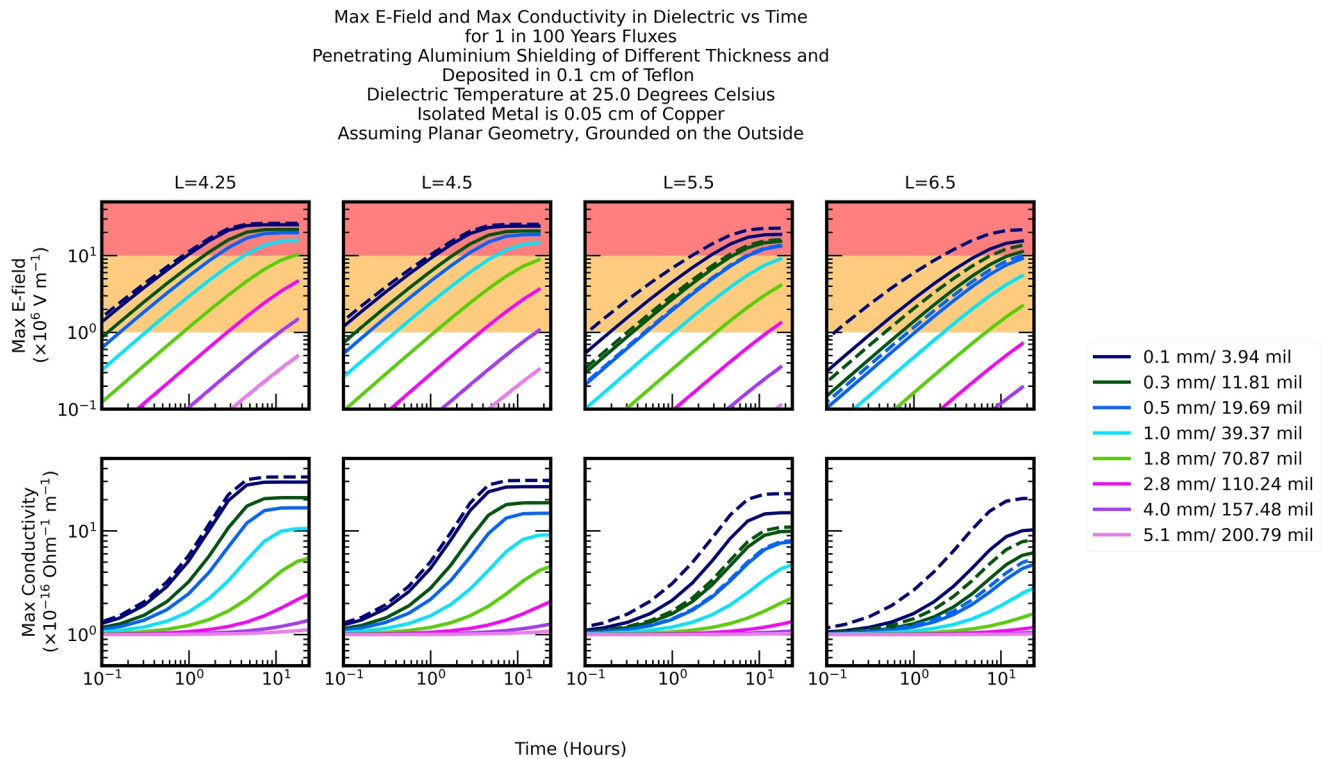 Max E-Field and Max Conductivity in Dielectric vs Time
for 1 in 100 Years Fluxes
Penetrating Aluminium Shielding of Different Thickness and
Deposited in 0.1 cm of Teflon
Dielectric Temperature at 25.0 Degrees Celsius
Isolated Metal is 0.05 cm of Copper
Assuming Planar Geometry, Grounded on the Outside
L=4.25
L=4.5
L=5.5
L=6.5
Max E-field
(×10⁶ V m⁻¹)
10¹
10⁰
10⁻¹
Max Conductivity
(×10⁻¹⁶ Ohm⁻¹ m⁻¹)
10¹
10⁰
10⁻¹ 10⁰ 10¹
10⁻¹ 10⁰ 10¹
10⁻¹ 10⁰ 10¹
10⁻¹ 10⁰ 10¹
Time (Hours)
0.1 mm/ 3.94 mil
0.3 mm/ 11.81 mil
0.5 mm/ 19.69 mil
1.0 mm/ 39.37 mil
1.8 mm/ 70.87 mil
2.8 mm/ 110.24 mil
4.0 mm/ 157.48 mil
5.1 mm/ 200.79 mil